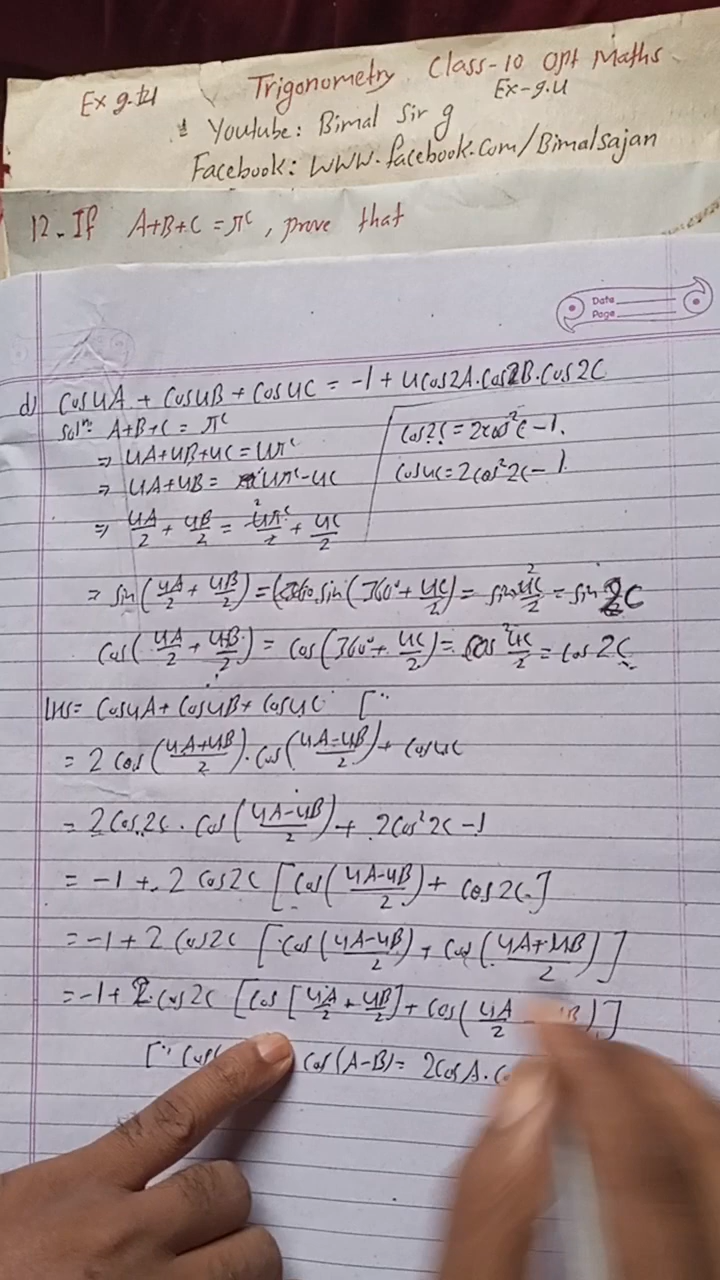 Ex 9.4 Trigonometry Class-10 Opt Maths
Ex-9.4
Youtube: Bimal Sir g
Facebook: www.facebook.com/Bimalsajan
12. If A+B+C = π^c, prove that
Date
Page
d) Cos4A + Cos4B + Cos4C = -1 + 4Cos2A.Cos2B.Cos2C
Solⁿ: A+B+C = π^c
⇒ 4A+4B+4C = 4π^c
⇒ 4A+4B = 4π^c-4C
⇒ 4A/2 + 4B/2 = 4π^c/2 + 4C/2
Cos2C = 2cos²C-1.
Cos4C = 2cos²2C-1.
⇒ Sin(4A/2 + 4B/2) = Sin(360°+ 4C/2) = Sin 4C/2 = Sin 2C
Cos(4A/2 + 4B/2) = Cos(360°+ 4C/2) = Cos 4C/2 = Cos 2C
LHS = Cos4A + Cos4B + Cos4C [∵
= 2 Cos(4A+4B/2).Cos(4A-4B/2) + Cos4C
= 2Cos2C . Cos(4A-4B/2) + 2Cos²2C-1
= -1 + 2 Cos2C [Cos(4A-4B/2) + Cos2C]
= -1 + 2 Cos2C [Cos(4A-4B/2) + Cos(4A+4B/2)]
= -1 + 2.Cos2C [Cos[4A/2 + 4B/2] + Cos(4A/2
[∵ Cos(A-B) = 2CosA.